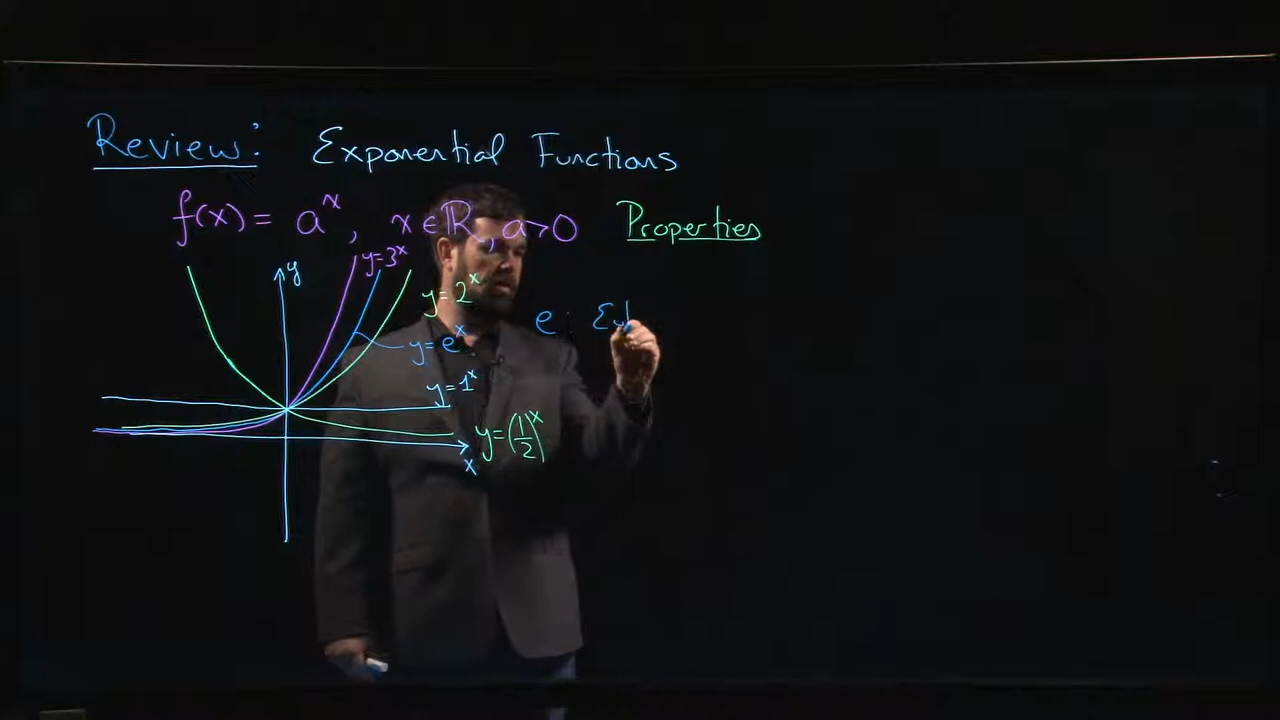 Review: Exponential Functions
f(x) = a^x, x ∈ ℝ, a > 0 Properties
y
y=3^x
y=2^x
e : {y|
y=e^x
y=1^x
y=(1/2)^x
x